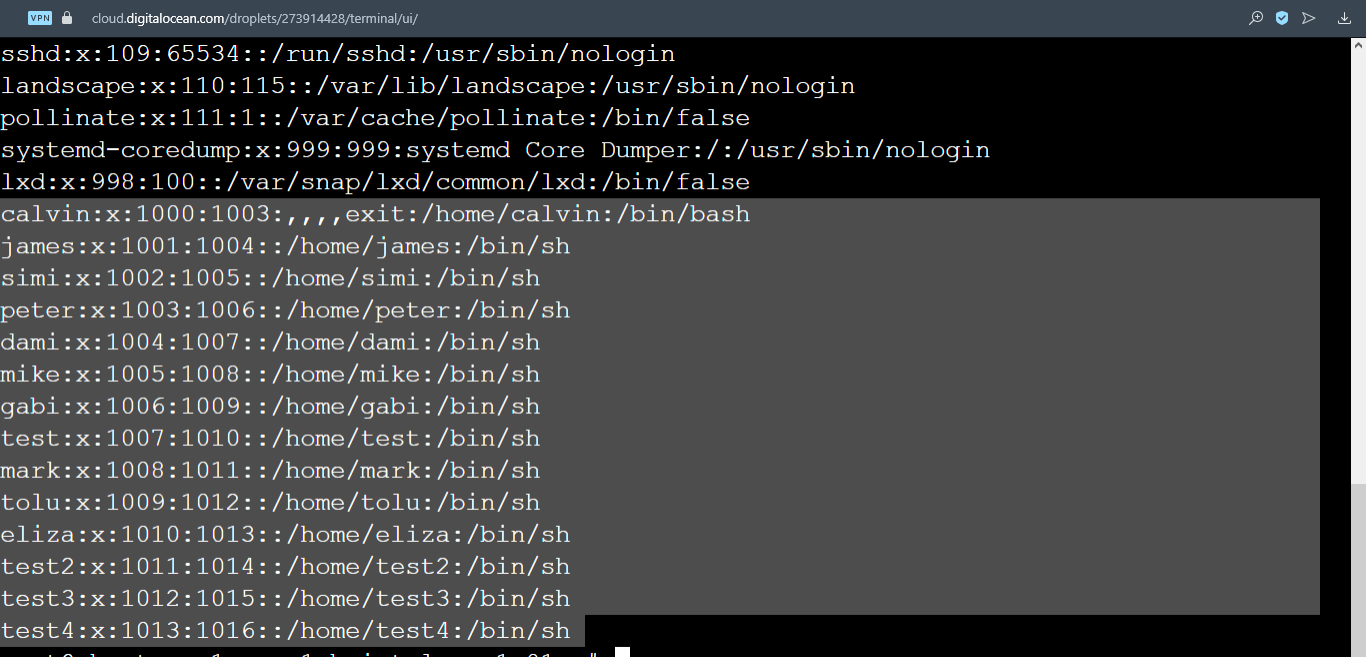 VPN cloud.digitalocean.com/droplets/273914428/terminal/ui/
sshd:x:109:65534::/run/sshd:/usr/sbin/nologin
landscape:x:110:115::/var/lib/landscape:/usr/sbin/nologin
pollinate:x:111:1::/var/cache/pollinate:/bin/false
systemd-coredump:x:999:999:systemd Core Dumper:/:/usr/sbin/nologin
lxd:x:998:100::/var/snap/lxd/common/lxd:/bin/false
calvin:x:1000:1003:,,,,exit:/home/calvin:/bin/bash
james:x:1001:1004::/home/james:/bin/sh
simi:x:1002:1005::/home/simi:/bin/sh
peter:x:1003:1006::/home/peter:/bin/sh
dami:x:1004:1007::/home/dami:/bin/sh
mike:x:1005:1008::/home/mike:/bin/sh
gabi:x:1006:1009::/home/gabi:/bin/sh
test:x:1007:1010::/home/test:/bin/sh
mark:x:1008:1011::/home/mark:/bin/sh
tolu:x:1009:1012::/home/tolu:/bin/sh
eliza:x:1010:1013::/home/eliza:/bin/sh
test2:x:1011:1014::/home/test2:/bin/sh
test3:x:1012:1015::/home/test3:/bin/sh
test4:x:1013:1016::/home/test4:/bin/sh